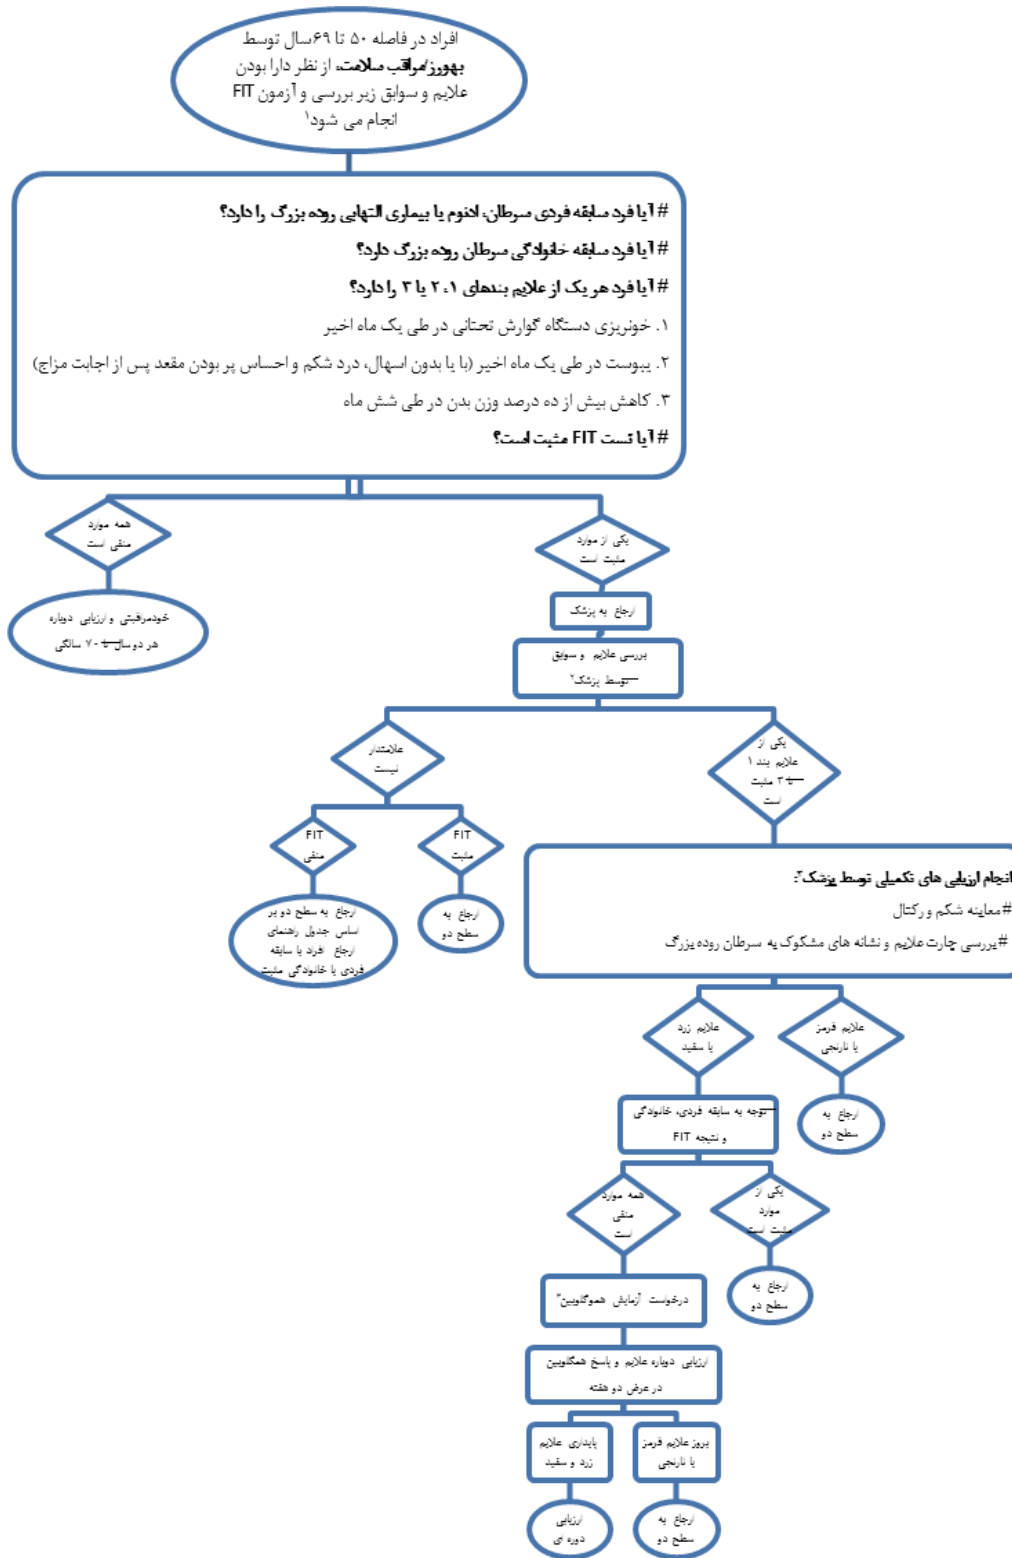 افراد در فاصله ۵۰ تا ۶۹ سال توسط
بهورز/مراقب سلامت، از نظر دارا بودن
علایم و سوابق زیر بررسی و آزمون FIT
انجام می شود۱
# آیا فرد سابقه فردی سرطان، ادنوم یا بیماری التهابی روده بزرگ را دارد؟
# آیا فرد سابقه خانوادگی سرطان روده بزرگ دارد؟
# آیا فرد هر یک از علایم بندهای ۱، ۲ یا ۳ را دارد؟
۱. خونریزی دستگاه گوارش تحتانی در طی یک ماه اخیر
۲. یبوست در طی یک ماه اخیر (با یا بدون اسهال، درد شکم و احساس پر بودن مقعد پس از اجابت مزاج)
۳. کاهش بیش از ده درصد وزن بدن در طی شش ماه
# آیا تست FIT مثبت است؟
یکی از موارد
مثبت است
همه موارد
منفی است
ارجاع به پزشک
خودمراقبتی و ارزیابی دوباره
هر دو سال تا ۷۰ سالگی
بررسی علایم و سوابق
توسط پزشک۲
یکی از
علایم بند ۱
تا ۳ مثبت
است
علامتدار
نیست
FIT
مثبت
FIT
منفی
ارجاع به
سطح دو
ارجاع به سطح دو بر
اساس جدول راهنمای
ارجاع افراد با سابقه
فردی یا خانوادگی مثبت
انجام ارزیابی های تکمیلی توسط پزشک۳:
#معاینه شکم و رکتال
#بررسی چارت علایم و نشانه های مشکوک به سرطان روده بزرگ
علایم قرمز
یا نارنجی
علایم زرد
یا سفید
ارجاع به
سطح دو
توجه به سابقه فردی، خانوادگی
و نتیجه FIT
یکی از
موارد
مثبت است
همه موارد
منفی
است
ارجاع به
سطح دو
درخواست آزمایش هموگلوبین۳
ارزیابی دوباره علایم و پاسخ همگلوبین
در عرض دو هفته
بروز علایم قرمز
یا نارنجی
پایداری علایم
زرد و سفید
ارجاع به
سطح دو
ارزیابی
دوره ای